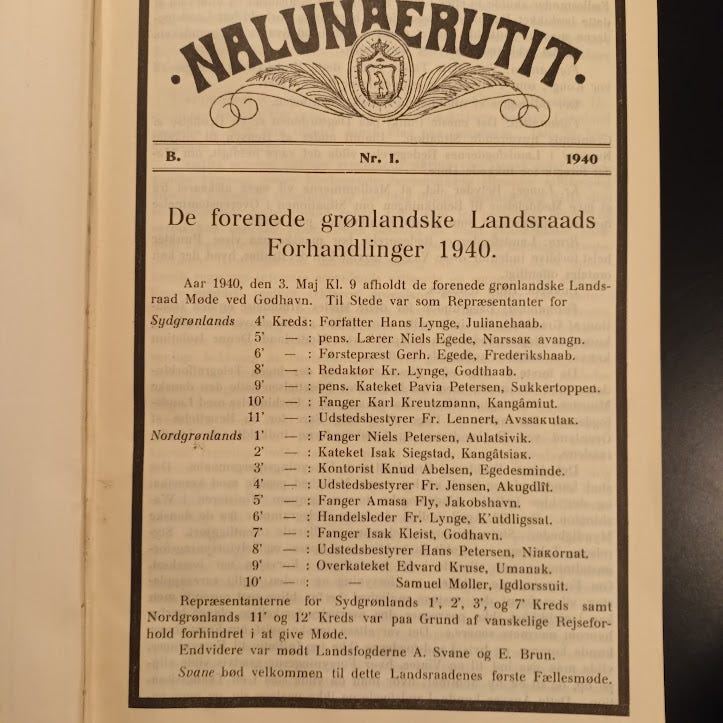 · NALUNAERUTIT ·
B. Nr. 1. 1940
De forenede grønlandske Landsraads
Forhandlinger 1940.
Aar 1940, den 3. Maj Kl. 9 afholdt de forenede grønlandske Lands-
raad Møde ved Godhavn. Til Stede var som Repræsentanter for
Sydgrønlands 4' Kreds: Forfatter Hans Lynge, Julianehaab.
5' — : pens. Lærer Niels Egede, Narssaĸ avangn.
6' — : Førstepræst Gerh. Egede, Frederikshaab.
8' — : Redaktør Kr. Lynge, Godthaab.
9' — : pens. Kateket Pavia Petersen, Sukkertoppen.
10' — : Fanger Karl Kreutzmann, Kangâmiut.
11' — : Udstedsbestyrer Fr. Lennert, Avssaĸutaĸ.
Nordgrønlands 1' — : Fanger Niels Petersen, Aulatsivik.
2' — : Kateket Isak Siegstad, Kangâtsiaĸ.
3' — : Kontorist Knud Abelsen, Egedesminde.
4' — : Udstedsbestyrer Fr. Jensen, Akugdlît.
5' — : Fanger Amasa Fly, Jakobshavn.
6' — : Handelsleder Fr. Lynge, K'utdligssat.
7' — : Fanger Isak Kleist, Godhavn.
8' — : Udstedsbestyrer Hans Petersen, Niaĸornat.
9' — : Overkateket Edvard Kruse, Umanak.
10' — : — Samuel Møller, Igdlorssuit.
Repræsentanterne for Sydgrønlands 1', 2', 3', og 7' Kreds samt
Nordgrønlands 11' og 12' Kreds var paa Grund af vanskelige Rejsefor-
hold forhindret i at give Møde.
Endvidere var mødt Landsfogderne A. Svane og E. Brun.
Svane bød velkommen til dette Landsraadenes første Fællesmøde.